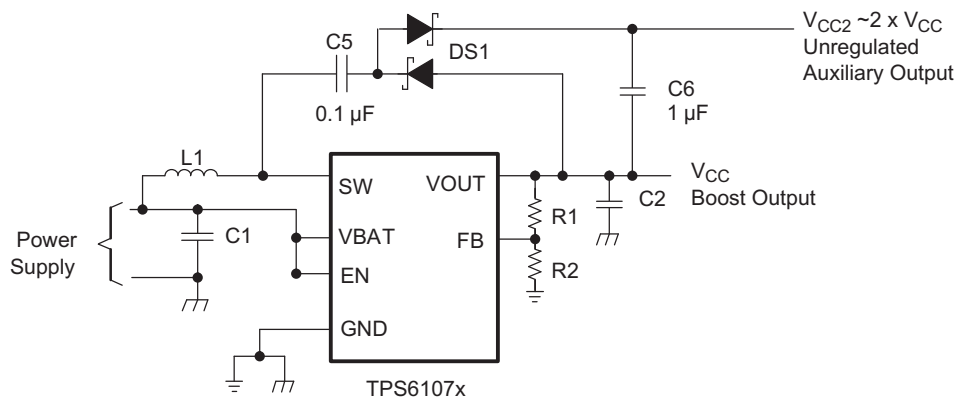 V_CC2 ~2 x V_CC
Unregulated
Auxiliary Output
C5
DS1
0.1 µF
C6
1 µF
L1
SW
VOUT
V_CC
Boost Output
C2
R1
Power
Supply
C1
VBAT
FB
R2
EN
GND
TPS6107x